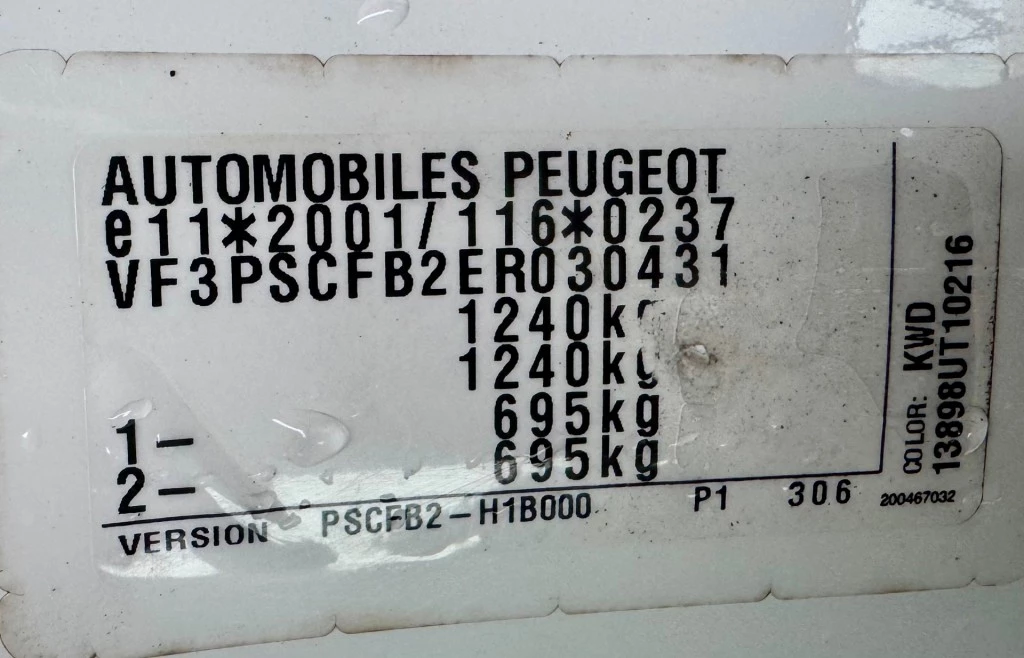 AUTOMOBILES PEUGEOT
e11*2001/116*0237
VF3PSCFB2ER030431
1240kg
1240kg
1- 695kg
2- 695kg
VERSION PSCFB2-H1B000 P1 306
COLOR: KWD
13898UT10216
200467032